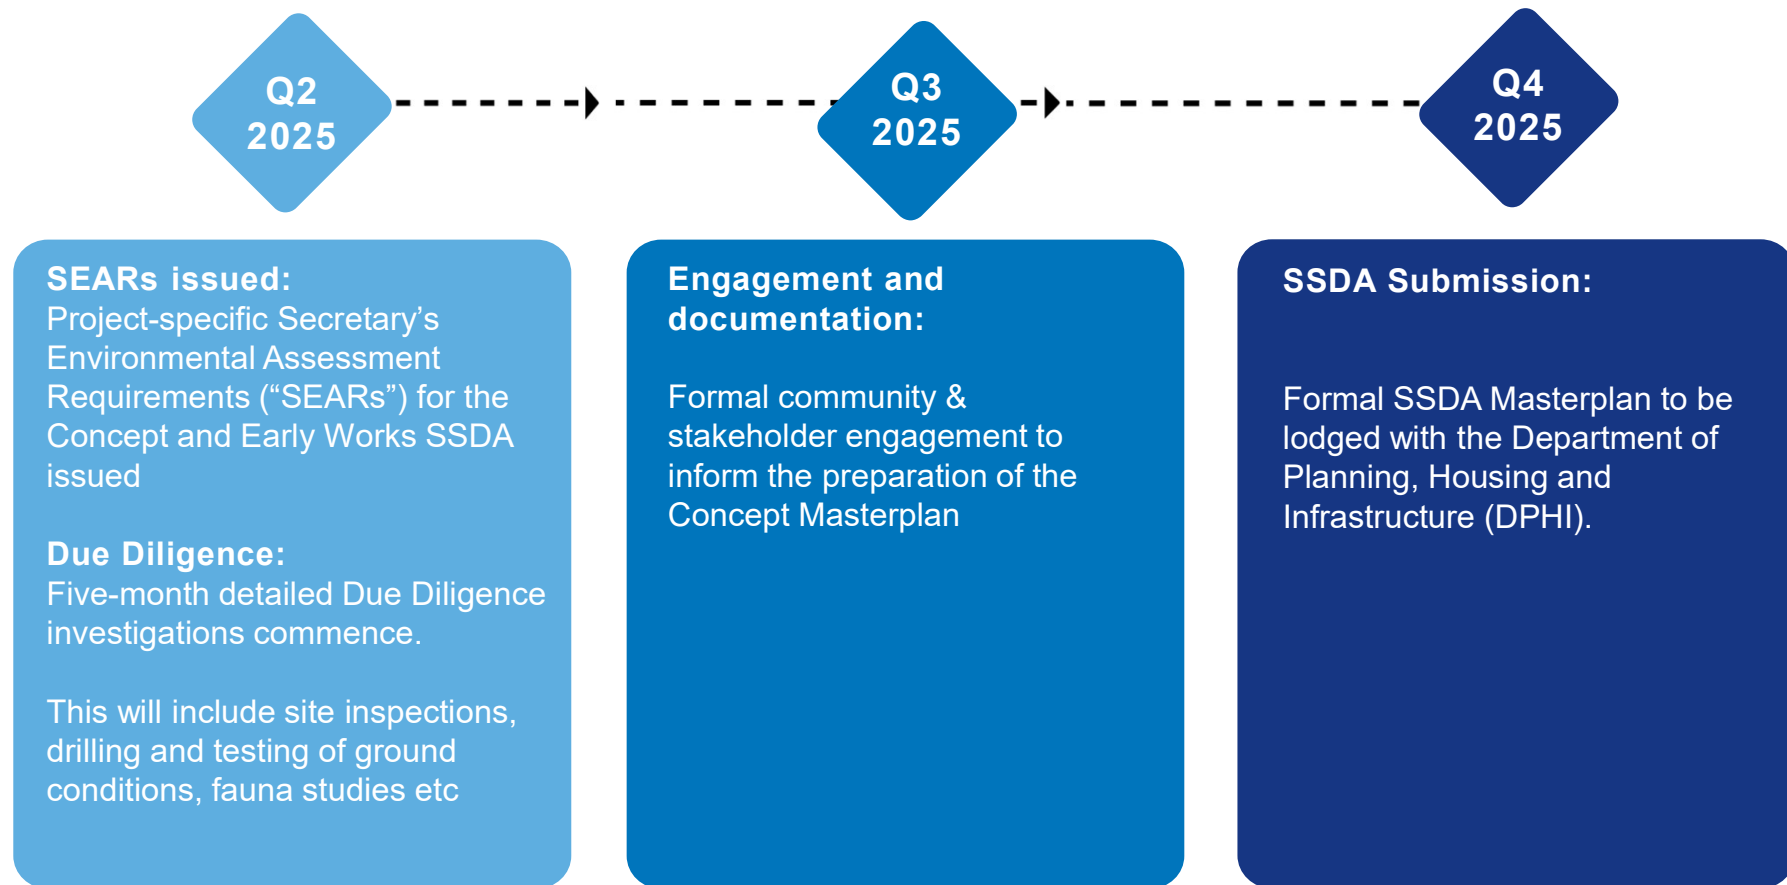 Q2
2025
Q3
2025
Q4
2025
SEARs issued:
Project-specific Secretary’s
Environmental Assessment
Requirements (“SEARs”) for the
Concept and Early Works SSDA
issued
Due Diligence:
Five-month detailed Due Diligence
investigations commence.
This will include site inspections,
drilling and testing of ground
conditions, fauna studies etc
Engagement and
documentation:
Formal community &
stakeholder engagement to
inform the preparation of the
Concept Masterplan
SSDA Submission:
Formal SSDA Masterplan to be
lodged with the Department of
Planning, Housing and
Infrastructure (DPHI).